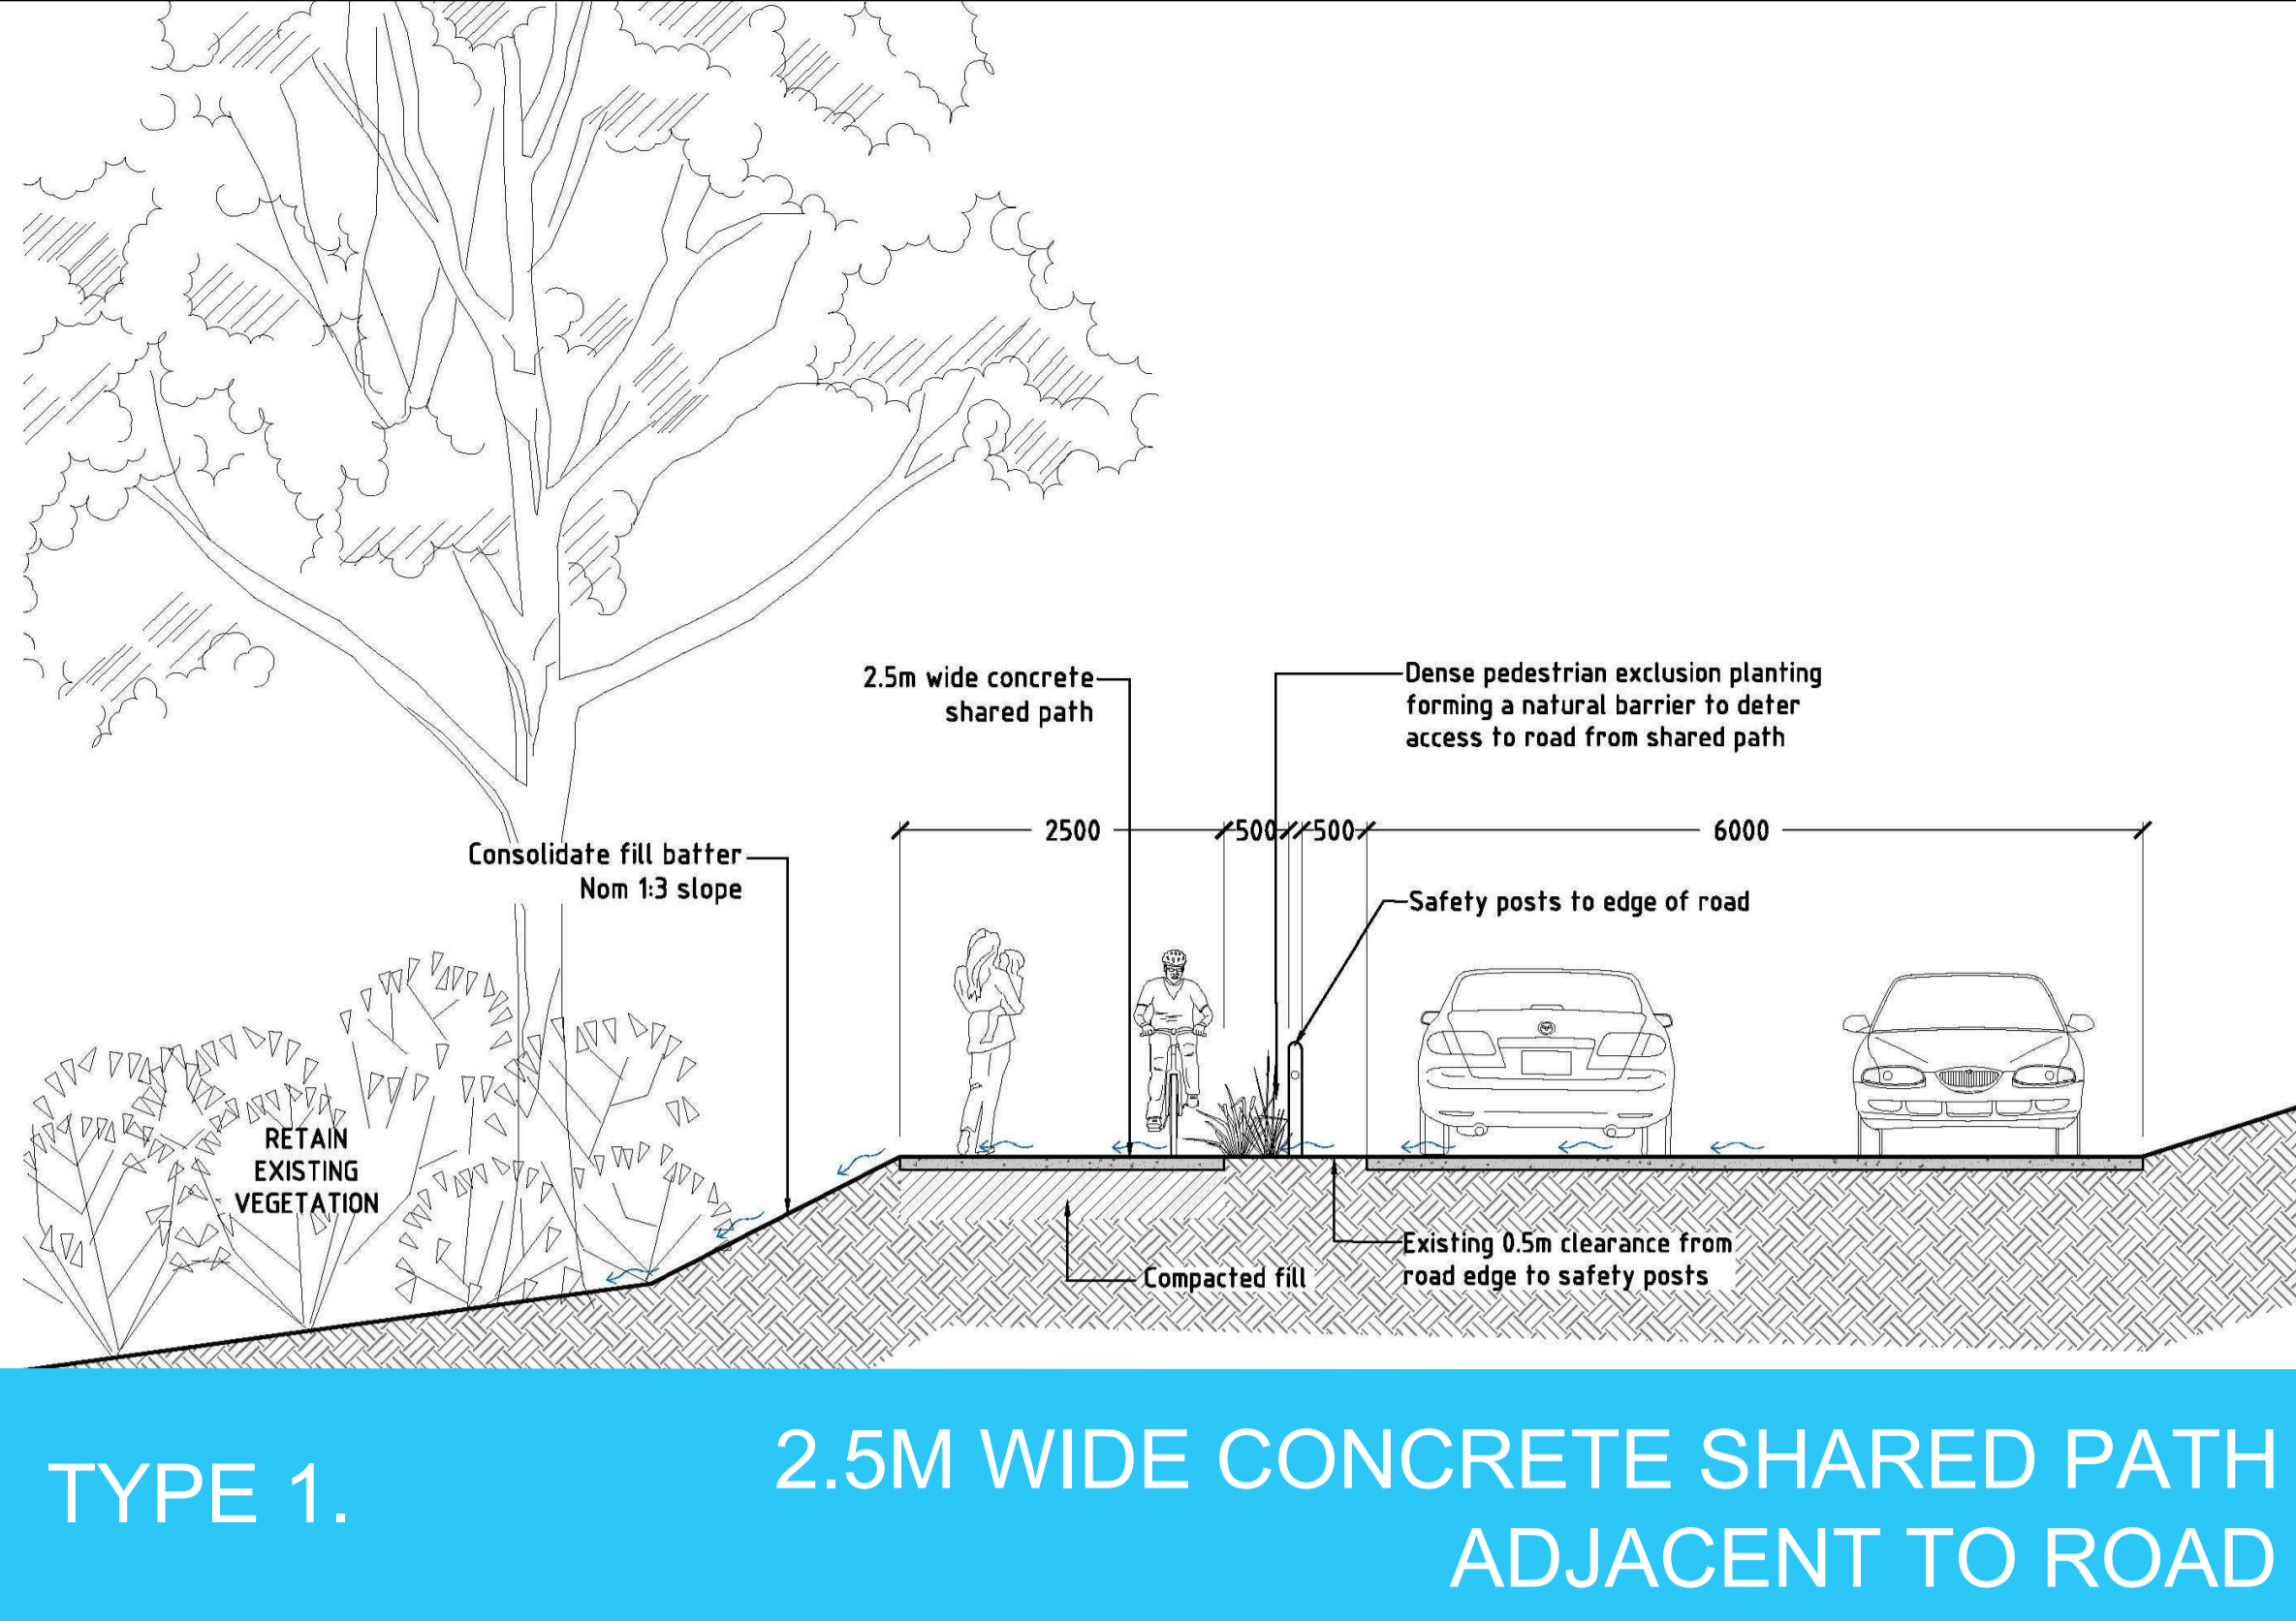 2.5m wide concrete
shared path
Dense pedestrian exclusion planting
forming a natural barrier to deter
access to road from shared path
2500
500
500
6000
Consolidate fill batter
Nom 1:3 slope
Safety posts to edge of road
RETAIN
EXISTING
VEGETATION
Existing 0.5m clearance from
road edge to safety posts
Compacted fill
TYPE 1.
2.5M WIDE CONCRETE SHARED PATH
ADJACENT TO ROAD